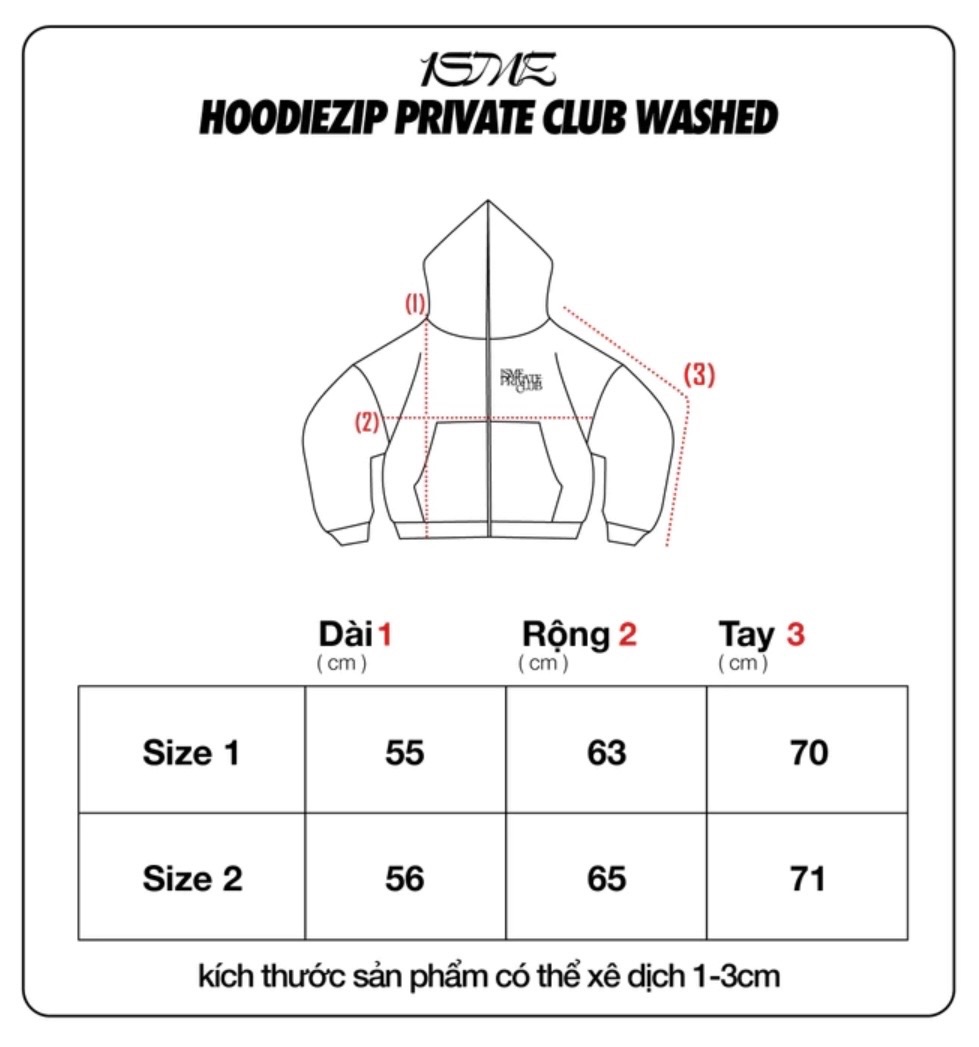 ISME
HOODIEZIP PRIVATE CLUB WASHED
(1)
(3)
ISME
PRIVATE
CLUB
(2)
Dài 1 Rộng 2 Tay 3
( cm ) ( cm ) ( cm )
Size 1 55 63 70
Size 2 56 65 71
kích thước sản phẩm có thể xê dịch 1-3cm